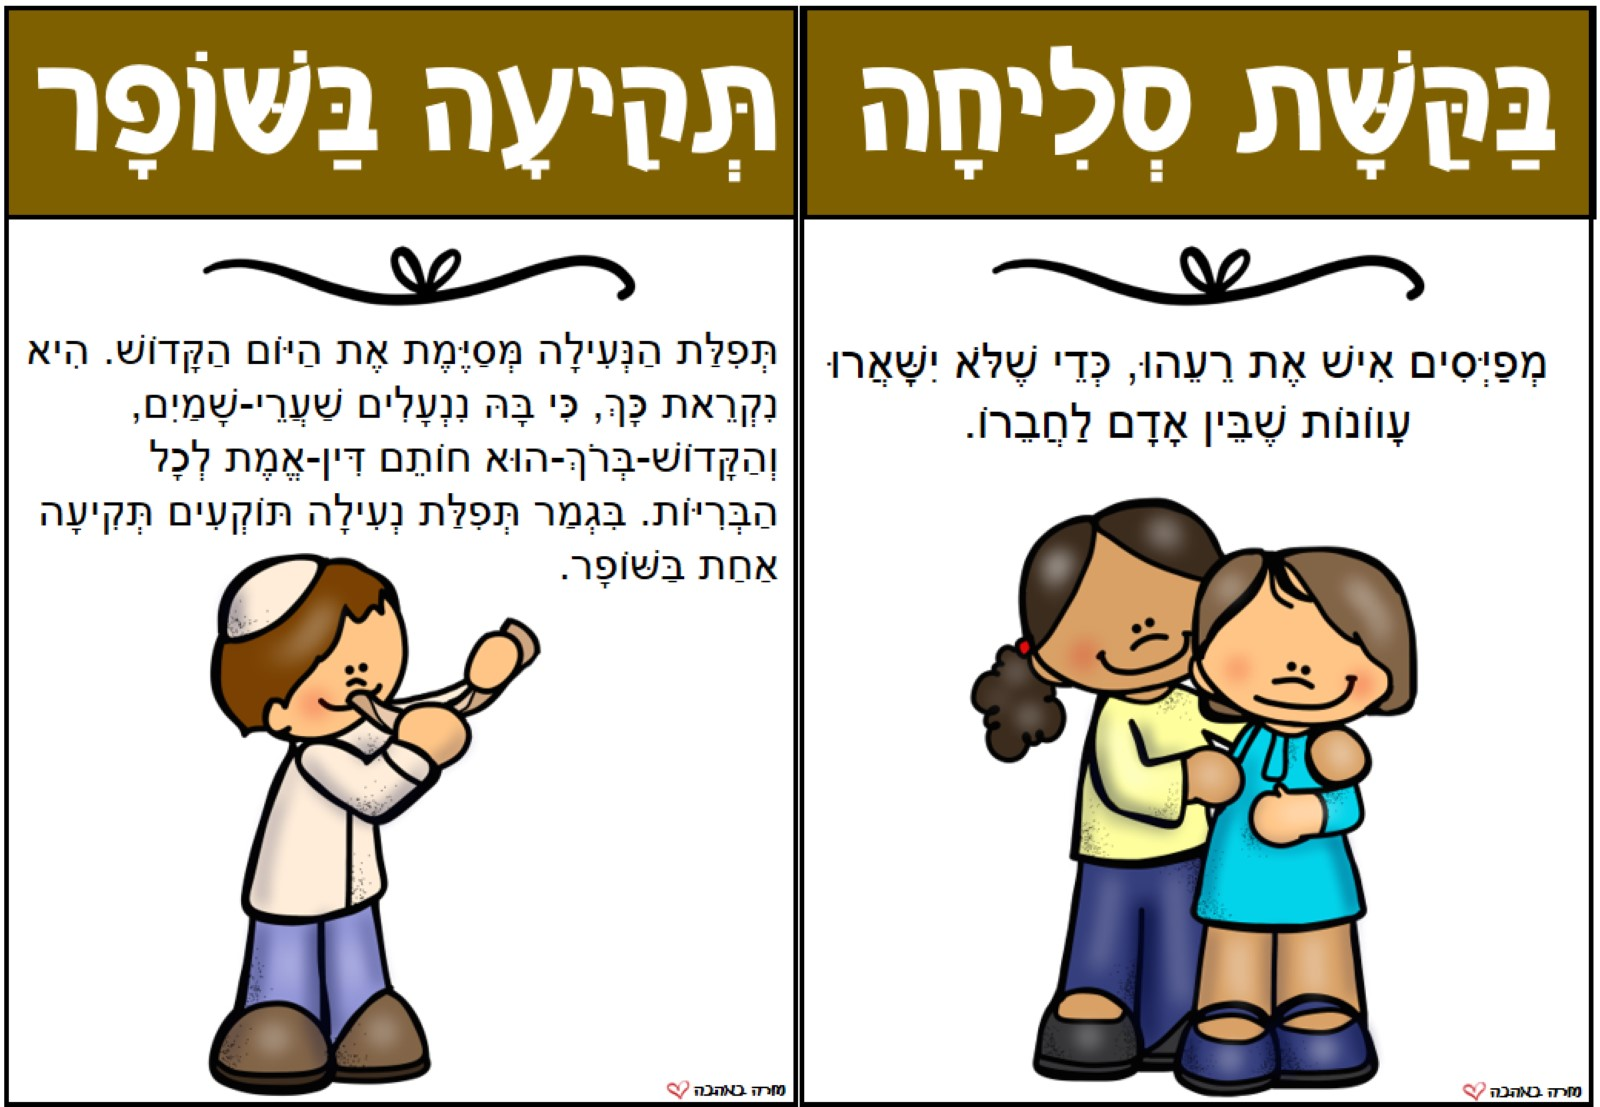 בַּקַּשָּׁת סְלִיחָה
מְפַיְּסִים אִישׁ אֶת רֵעֵהוּ, כְּדֵי שֶׁלֹּא יִשָּׁאֲרוּ
עָווֹנוֹת שֶׁבֵּין אָדָם לַחֲבֵרוֹ.
מורה באהבה
תְּקִיעָה בַּשּׁוֹפָר
תְּפִלַּת הַנְּעִילָה מְּסַיֶּמֶת אֶת הַיּוֹם הַקָּדוֹשׁ. הִיא
נִקְרֵאת כָּךְ, כִּי בָּהּ נִנְעָלִים שַׁעֲרֵי-שָׁמַיִם,
וְהַקָּדוֹשׁ-בְּרֹךְ-הוּא חוֹתֵם דִּין-אֱמֶת לְכָל
הַבְּרִיּוֹת. בִּגְמַר תְּפִלַּת נְעִילָה תּוֹקְעִים תְּקִיעָה
אַחַת בַּשּׁוֹפָר.
מורה באהבה